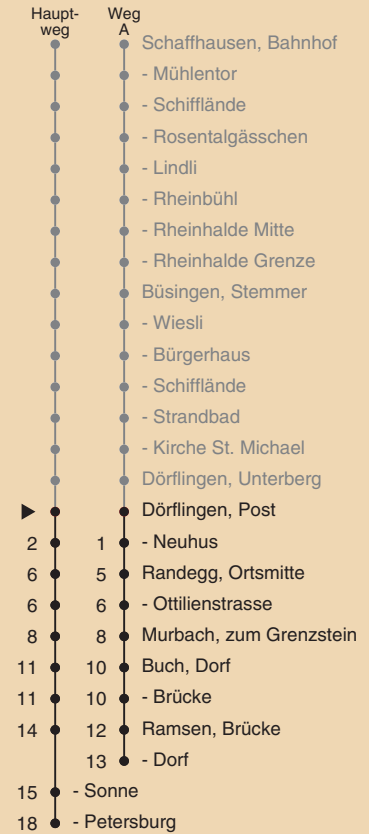 Haupt- Weg
weg A
Schaffhausen, Bahnhof
- Mühlentor
- Schifflände
- Rosentalgässchen
- Lindli
- Rheinbühl
- Rheinhalde Mitte
- Rheinhalde Grenze
Büsingen, Stemmer
- Wiesli
- Bürgerhaus
- Schifflände
- Strandbad
- Kirche St. Michael
Dörflingen, Unterberg
Dörflingen, Post
2 1 - Neuhus
6 5 Randegg, Ortsmitte
6 6 - Ottilienstrasse
8 8 Murbach, zum Grenzstein
11 10 Buch, Dorf
11 10 - Brücke
14 12 Ramsen, Brücke
13 - Dorf
15 - Sonne
18 - Petersburg